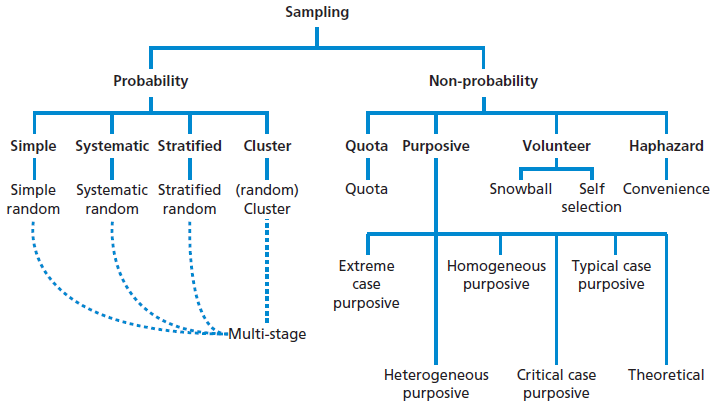 Sampling
Probability
Non-probability
Simple
Systematic
Stratified
Cluster
Quota
Purposive
Volunteer
Haphazard
Simple
random
Systematic
random
Stratified
random
(random)
Cluster
Quota
Snowball
Self
selection
Convenience
Extreme
case
purposive
Homogeneous
purposive
Typical case
purposive
Multi-stage
Heterogeneous
purposive
Critical case
purposive
Theoretical